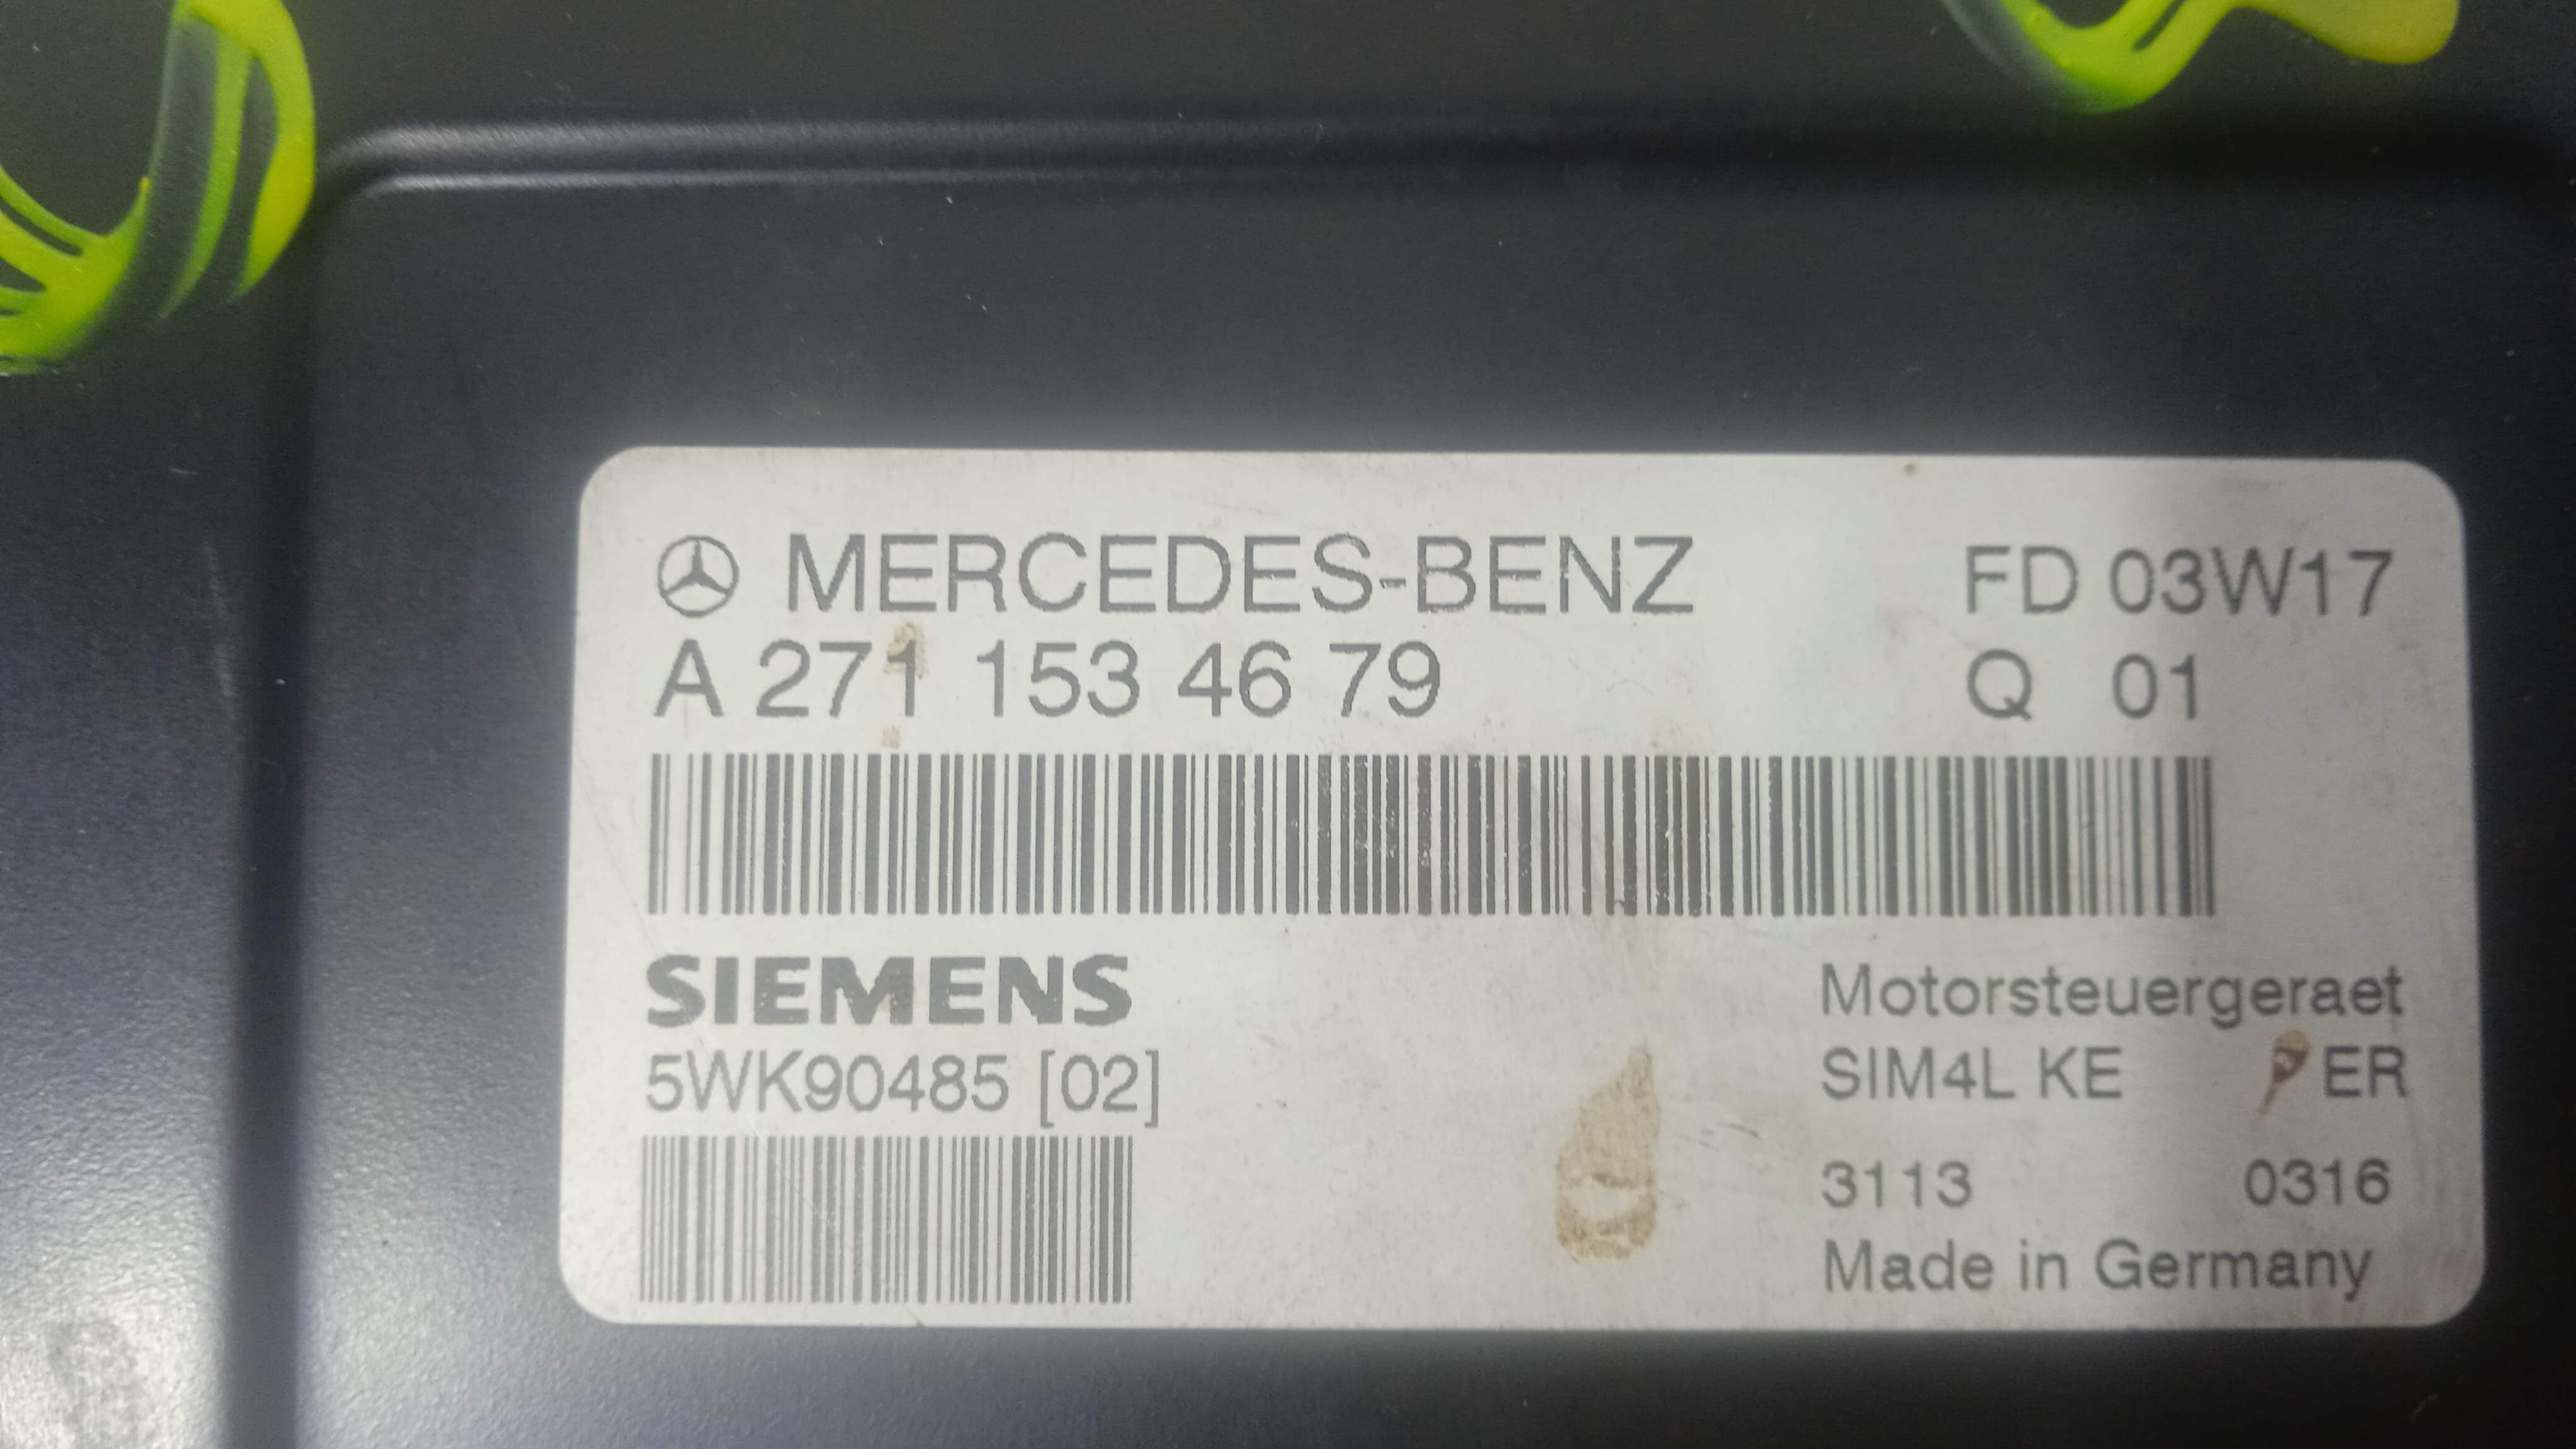 MERCEDES-BENZ FD 03W17
A 271 153 46 79 Q 01
SIEMENS
5WK90485 [02]
Motorsteuergeraet
SIM4L KE ER
3113 0316
Made in Germany